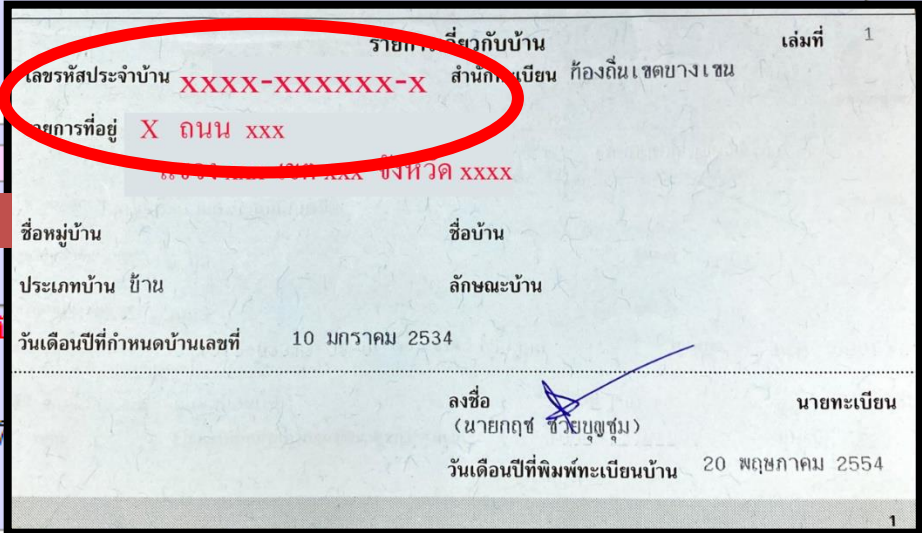 รายการเกี่ยวกับบ้าน เล่มที่ 1
เลขรหัสประจำบ้าน xxxx-xxxxxx-x สำนักทะเบียน ท้องถิ่นเขตบางเขน
รายการที่อยู่ X ถนน xxx
xxx จังหวัด xxxx
ชื่อหมู่บ้าน ชื่อบ้าน
ประเภทบ้าน บ้าน ลักษณะบ้าน
วันเดือนปีที่กำหนดบ้านเลขที่ 10 มกราคม 2534
ลงชื่อ นายทะเบียน
(นายกฤช ช่วยบุญชุ่ม)
วันเดือนปีที่พิมพ์ทะเบียนบ้าน 20 พฤษภาคม 2554
1